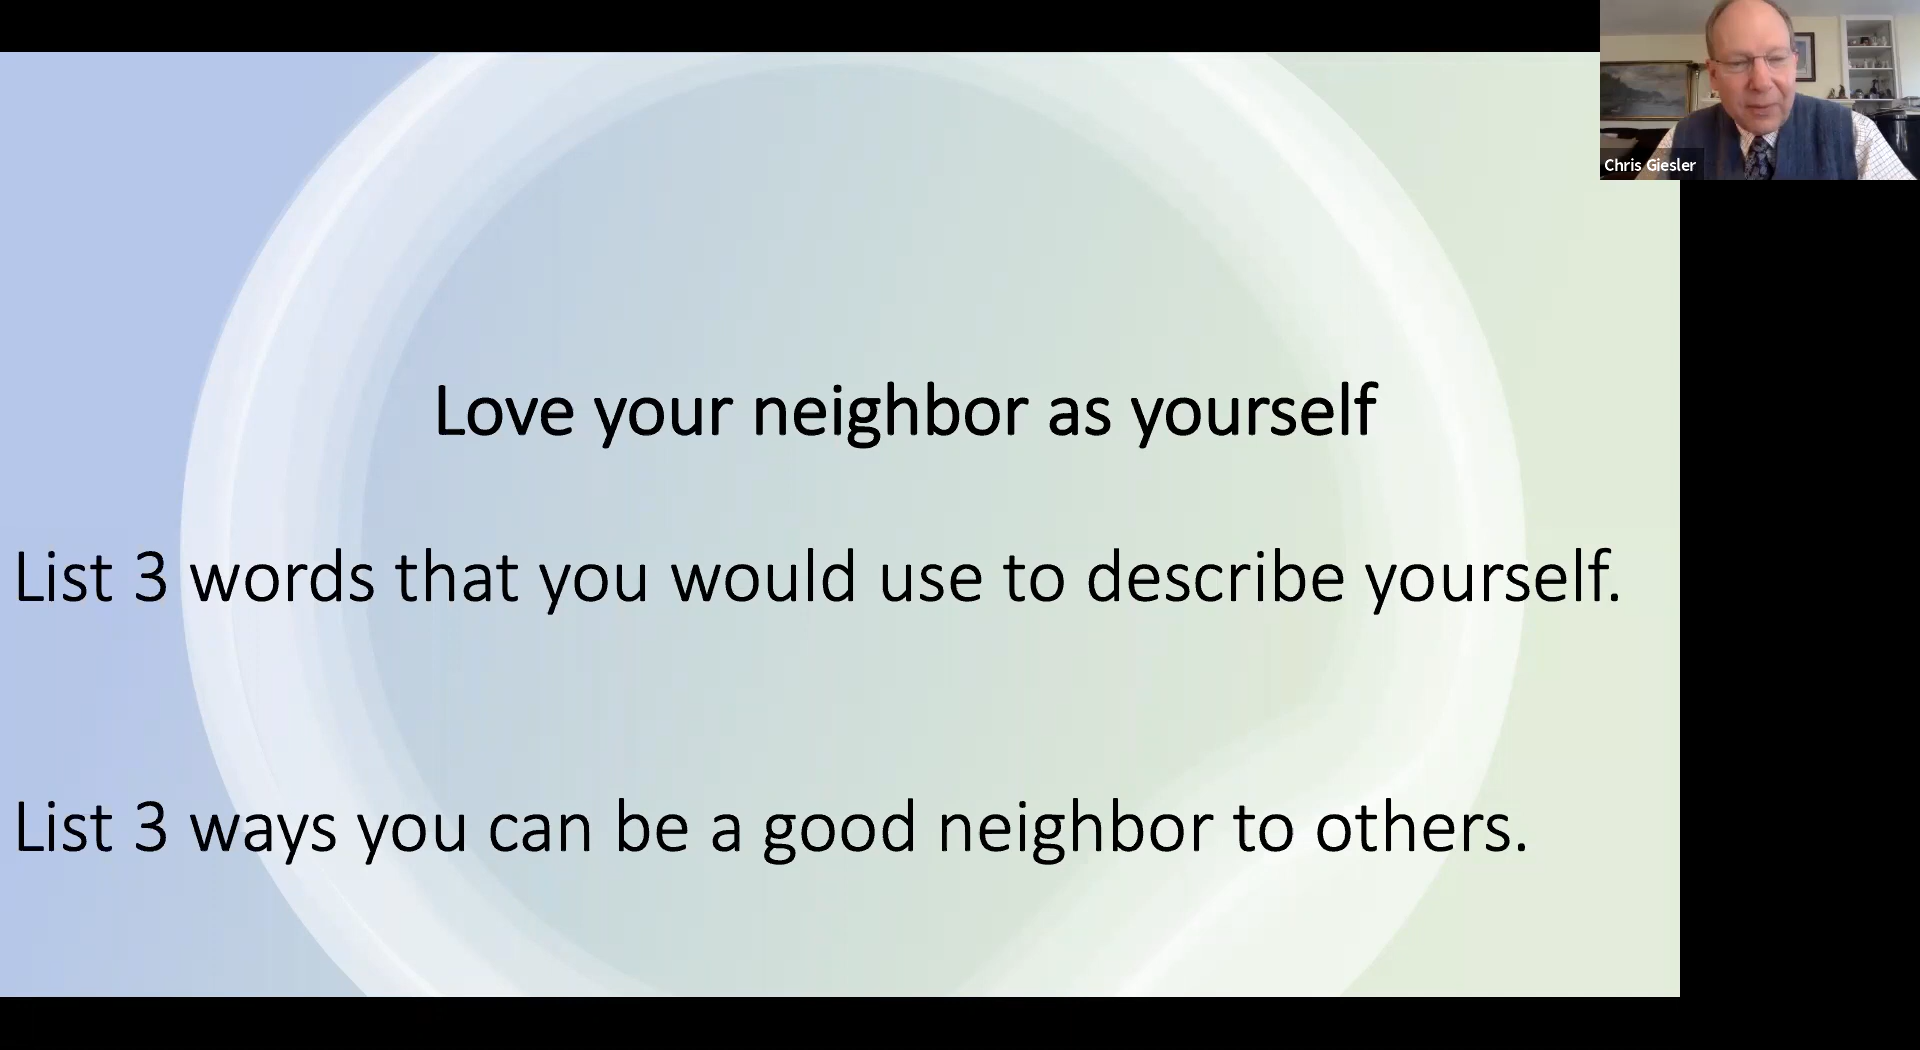 Chris Giesler
Love your neighbor as yourself
List 3 words that you would use to describe yourself.
List 3 ways you can be a good neighbor to others.